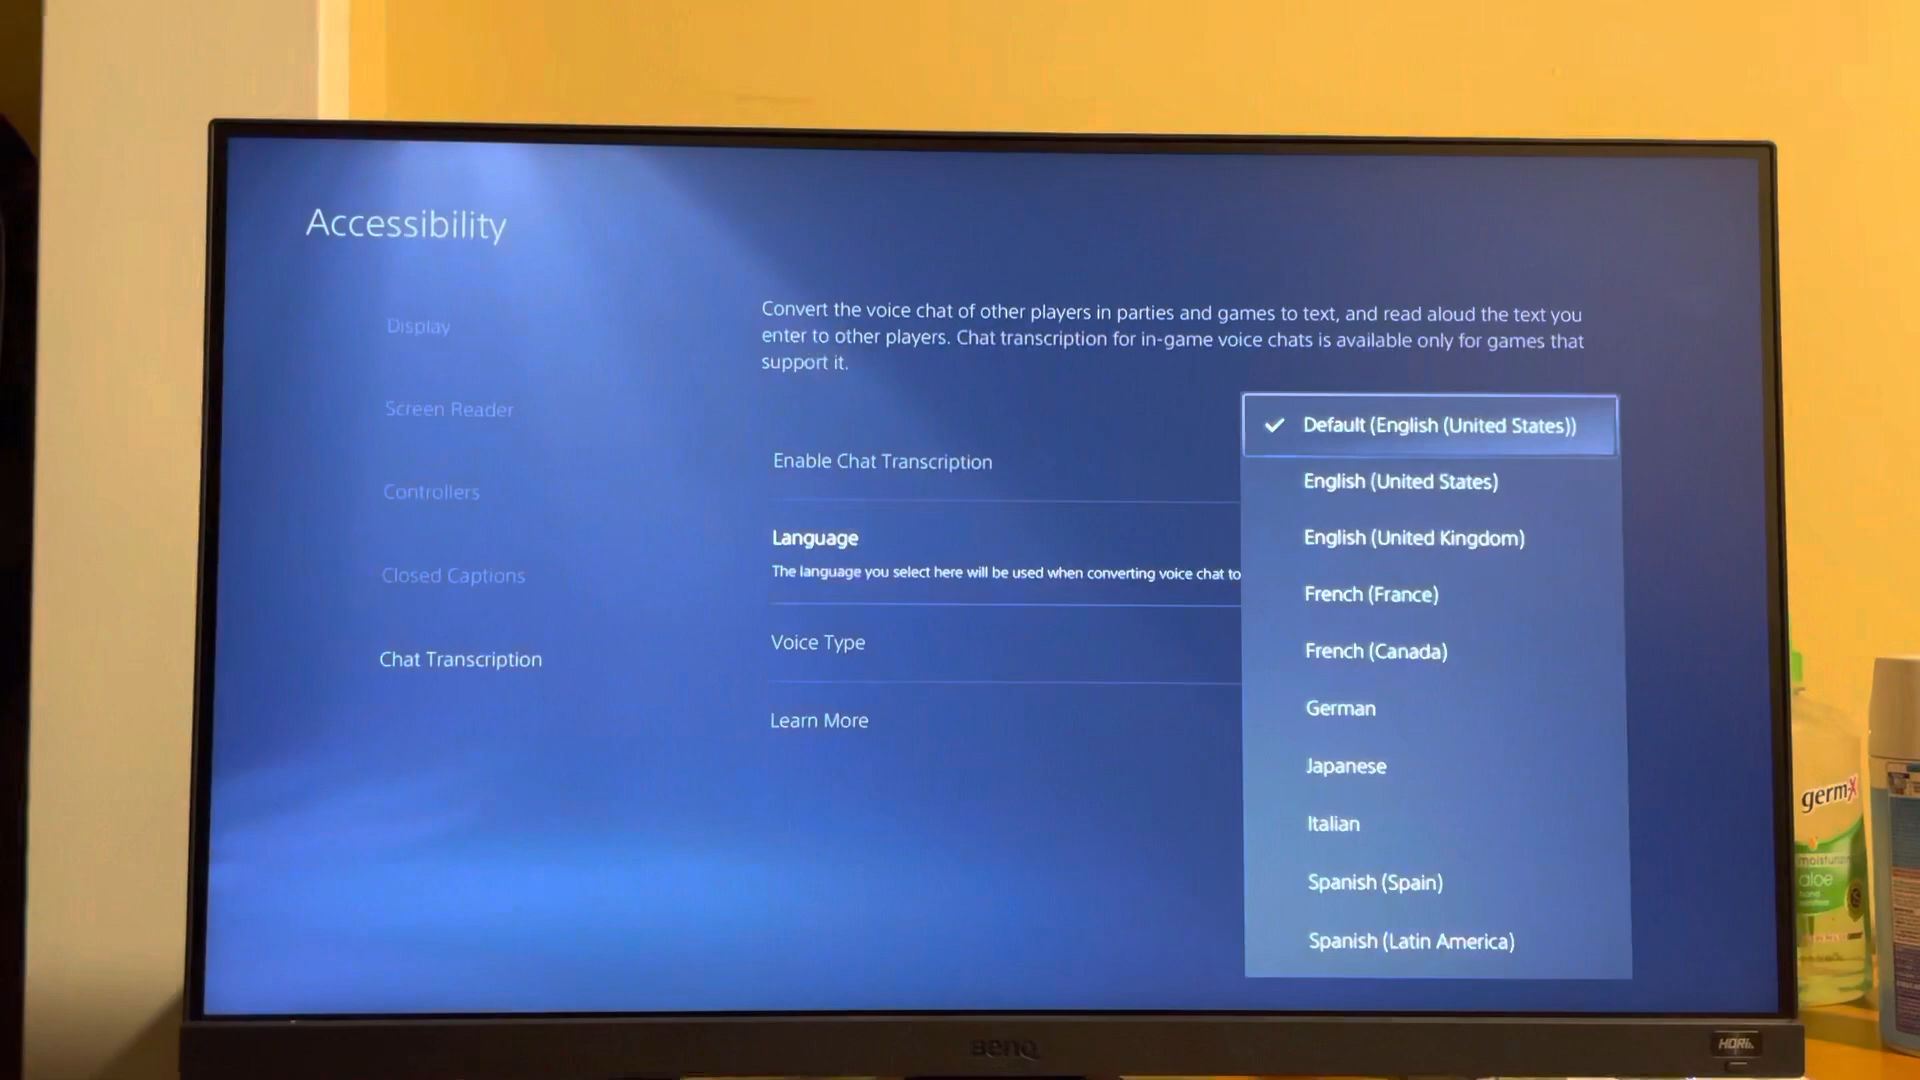 Accessibility
Display
Screen Reader
Controllers
Closed Captions
Chat Transcription
Convert the voice chat of other players in parties and games to text, and read aloud the text you
enter to other players. Chat transcription for in-game voice chats is available only for games that
support it.
Enable Chat Transcription
Language
The language you select here will be used when converting voice chat to
Voice Type
Learn More
Default (English (United States))
English (United States)
English (United Kingdom)
French (France)
French (Canada)
German
Japanese
Italian
Spanish (Spain)
Spanish (Latin America)
BenQ
HDRi
germX
moisturizing
aloe
hand